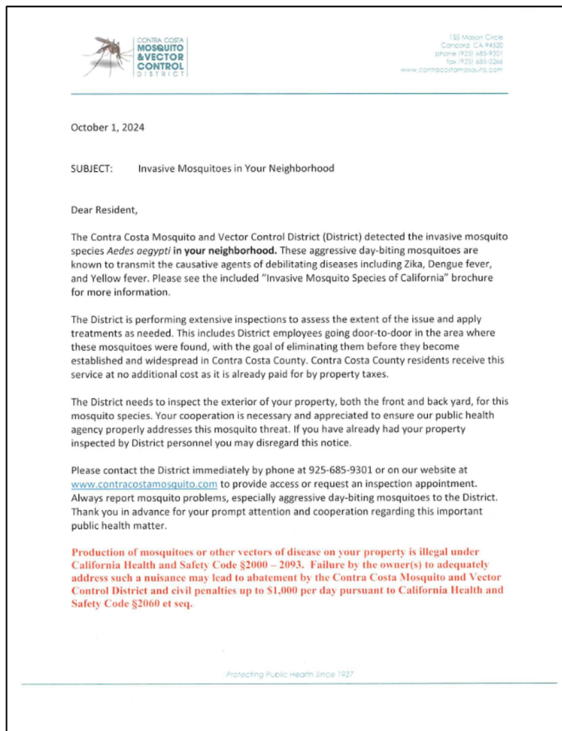 CONTRA COSTA
MOSQUITO
& VECTOR
CONTROL
DISTRICT
155 Mason Circle
Concord, CA 94520
phone (925) 685-9301
fax (925) 685-0266
www.contracostamosquito.com
October 1, 2024
SUBJECT: Invasive Mosquitoes in Your Neighborhood
Dear Resident,
The Contra Costa Mosquito and Vector Control District (District) detected the invasive mosquito
species Aedes aegypti in your neighborhood. These aggressive day-biting mosquitoes are
known to transmit the causative agents of debilitating diseases including Zika, Dengue fever,
and Yellow fever. Please see the included "Invasive Mosquito Species of California" brochure
for more information.
The District is performing extensive inspections to assess the extent of the issue and apply
treatments as needed. This includes District employees going door-to-door in the area where
these mosquitoes were found, with the goal of eliminating them before they become
established and widespread in Contra Costa County. Contra Costa County residents receive this
service at no additional cost as it is already paid for by property taxes.
The District needs to inspect the exterior of your property, both the front and back yard, for this
mosquito species. Your cooperation is necessary and appreciated to ensure our public health
agency properly addresses this mosquito threat. If you have already had your property
inspected by District personnel you may disregard this notice.
Please contact the District immediately by phone at 925-685-9301 or on our website at
www.contracostamosquito.com to provide access or request an inspection appointment.
Always report mosquito problems, especially aggressive day-biting mosquitoes to the District.
Thank you in advance for your prompt attention and cooperation regarding this important
public health matter.
Production of mosquitoes or other vectors of disease on your property is illegal under
California Health and Safety Code §2000 – 2093. Failure by the owner(s) to adequately
address such a nuisance may lead to abatement by the Contra Costa Mosquito and Vector
Control District and civil penalties up to $1,000 per day pursuant to California Health and
Safety Code §2060 et seq.
Protecting Public Health Since 1927